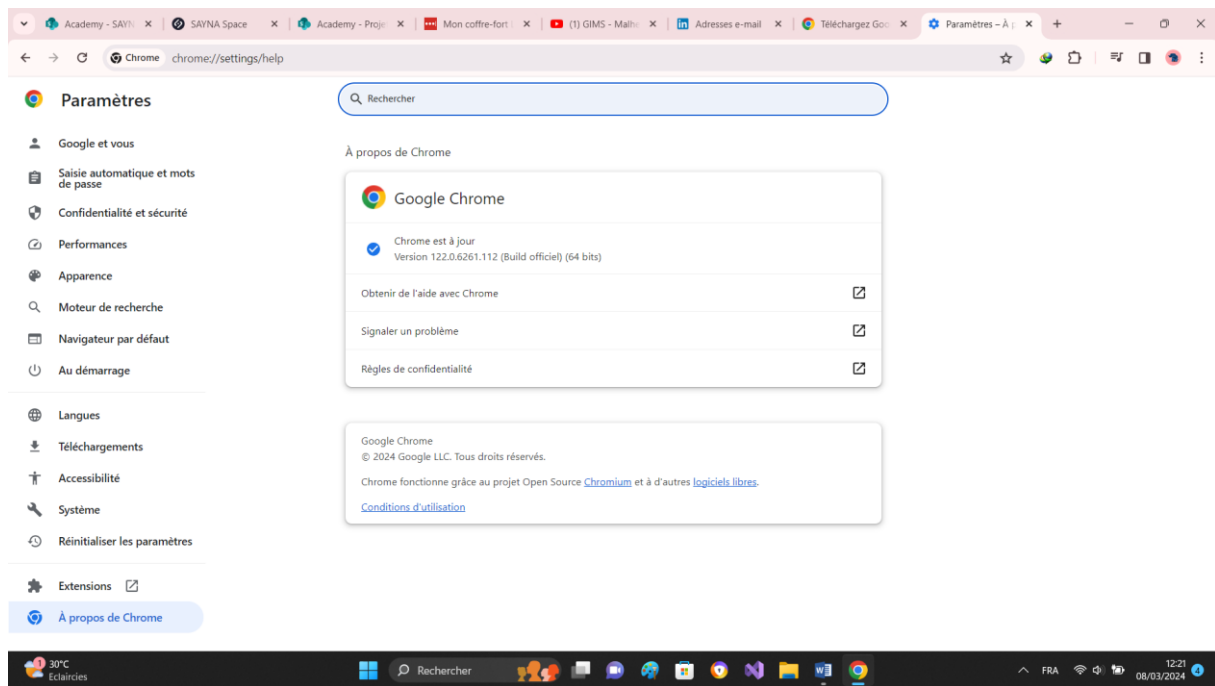 Academy - SAYN
SAYNA Space
Academy - Proje
Mon coffre-fort
(1) GIMS - Malhe
Adresses e-mail
Téléchargez Goo
Paramètres – À p
Chrome
chrome://settings/help
Paramètres
Rechercher
Google et vous
Saisie automatique et mots
de passe
Confidentialité et sécurité
Performances
Apparence
Moteur de recherche
Navigateur par défaut
Au démarrage
Langues
Téléchargements
Accessibilité
Système
Réinitialiser les paramètres
Extensions
À propos de Chrome
À propos de Chrome
Google Chrome
Chrome est à jour
Version 122.0.6261.112 (Build officiel) (64 bits)
Obtenir de l'aide avec Chrome
Signaler un problème
Règles de confidentialité
Google Chrome
© 2024 Google LLC. Tous droits réservés.
Chrome fonctionne grâce au projet Open Source Chromium et à d'autres logiciels libres.
Conditions d'utilisation
1
30°C
Eclaircies
Rechercher
FRA
12:21
08/03/2024
4